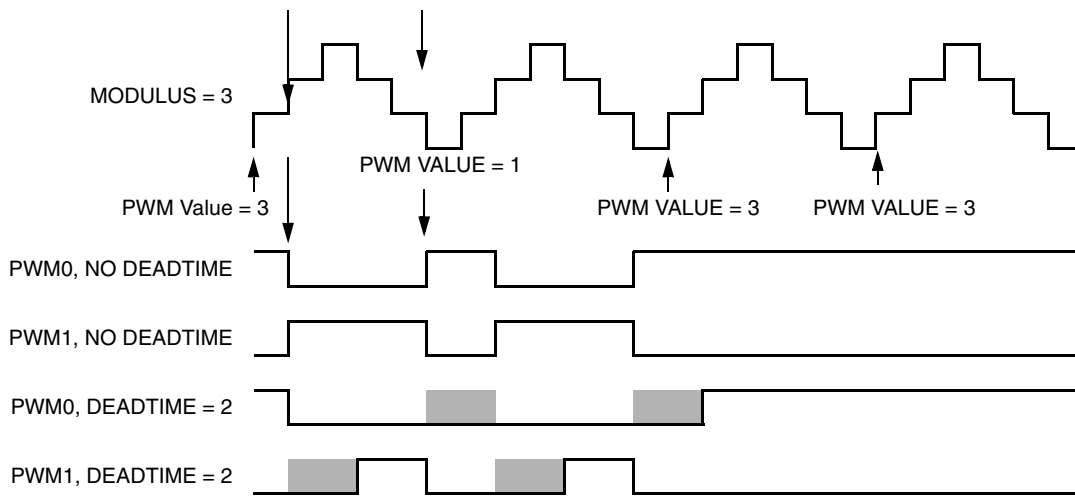 MODULUS = 3
PWM VALUE = 1
PWM Value = 3
PWM VALUE = 3
PWM VALUE = 3
PWM0, NO DEADTIME
PWM1, NO DEADTIME
PWM0, DEADTIME = 2
PWM1, DEADTIME = 2